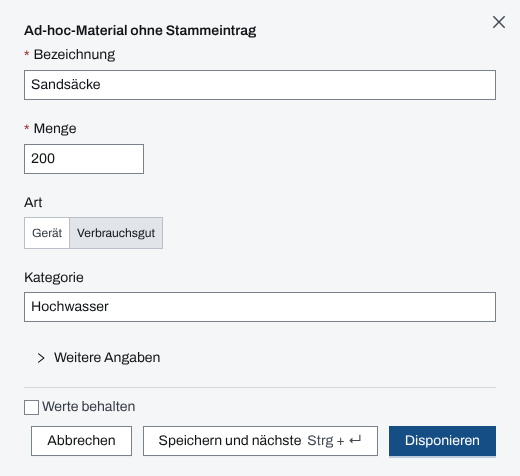 Ad-hoc-Material ohne Stammeintrag
* Bezeichnung
Sandsäcke
* Menge
200
Art
Gerät Verbrauchsgut
Kategorie
Hochwasser
Weitere Angaben
Werte behalten
Abbrechen Speichern und nächste Strg + ↵ Disponieren